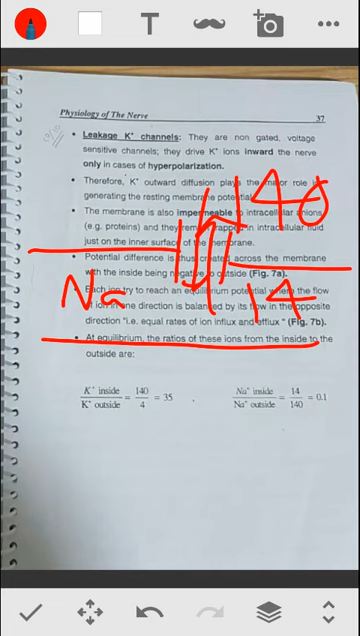 T
Physiology of The Nerve 37
• Leakage K⁺ channels: They are non gated, voltage
sensitive channels; they drive K⁺ ions inward the nerve
only in cases of hyperpolarization.
• Therefore, K⁺ outward diffusion plays the major role in
generating the resting membrane potential.
140
• The membrane is also impermeable to intracellular anions
(e.g. proteins) and they remain in intracellular fluid
just on the inner surface of the membrane.
• Potential difference is thus created across the membrane
with the inside being negative to outside (Fig. 7a).
Na 14
• Each ion try to reach an equilibrium potential where the flow
of ion in one direction is balanced by its flow in the opposite
direction "i.e. equal rates of ion influx and efflux" (Fig. 7b).
• At equilibrium, the ratios of these ions from the inside to the
outside are:
K⁺ inside / K⁺ outside = 140 / 4 = 35 , Na⁺ inside / Na⁺ outside = 14 / 140 = 0.1